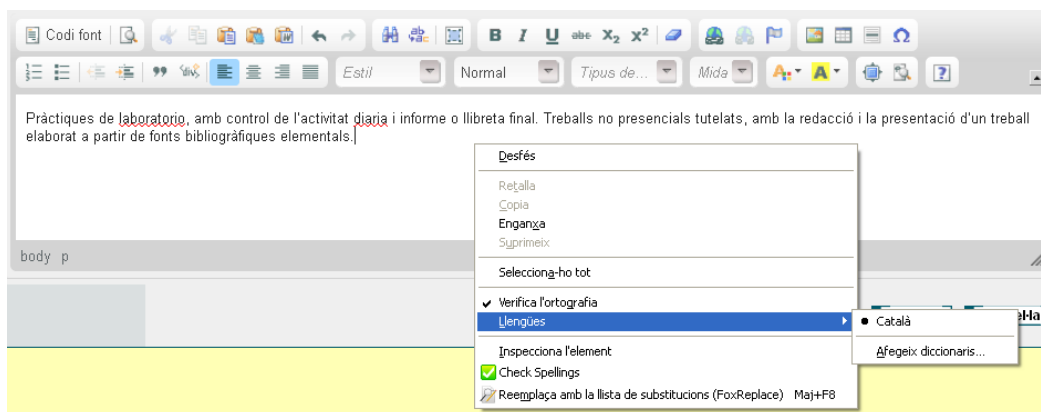 Codi font
B I U abc X₂ X² Ω
Estil Normal Tipus de... Mida A A ?
Pràctiques de laboratorio, amb control de l'activitat diaria i informe o llibreta final. Treballs no presencials tutelats, amb la redacció i la presentació d'un treball
elaborat a partir de fonts bibliogràfiques elementals.
body p
Desfés
Retalla
Copia
Enganxa
Suprimeix
Selecciona-ho tot
Verifica l'ortografia
Llengües
Català
Inspecciona l'element
Afegeix diccionaris...
Check Spellings
Reemplaça amb la llista de substitucions (FoxReplace) Maj+F8